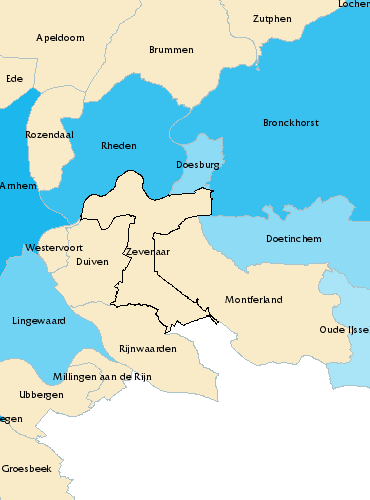 Lochem
Zutphen
Apeldoorn
Brummen
Ede
Bronckhorst
Rozendaal
Rheden
Doesburg
Arnhem
Doetinchem
Westervoort
Zevenaar
Duiven
Montferland
Lingewaard
Oude IJsse
Rijnwaarden
Millingen aan de Rijn
Ubbergen
egen
Groesbeek